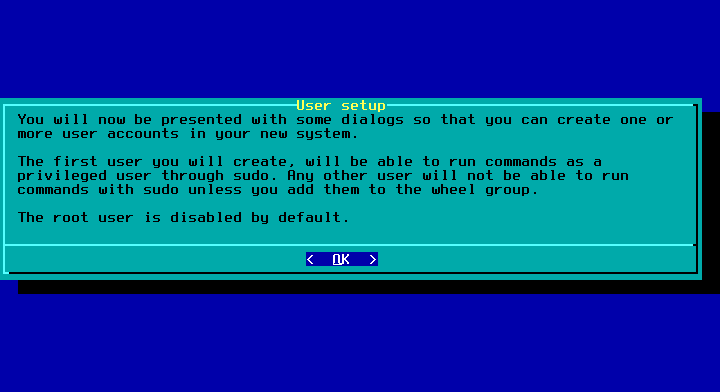 User setup
You will now be presented with some dialogs so that you can create one or
more user accounts in your new system.
The first user you will create, will be able to run commands as a
privileged user through sudo. Any other user will not be able to run
commands with sudo unless you add them to the wheel group.
The root user is disabled by default.
< OK >